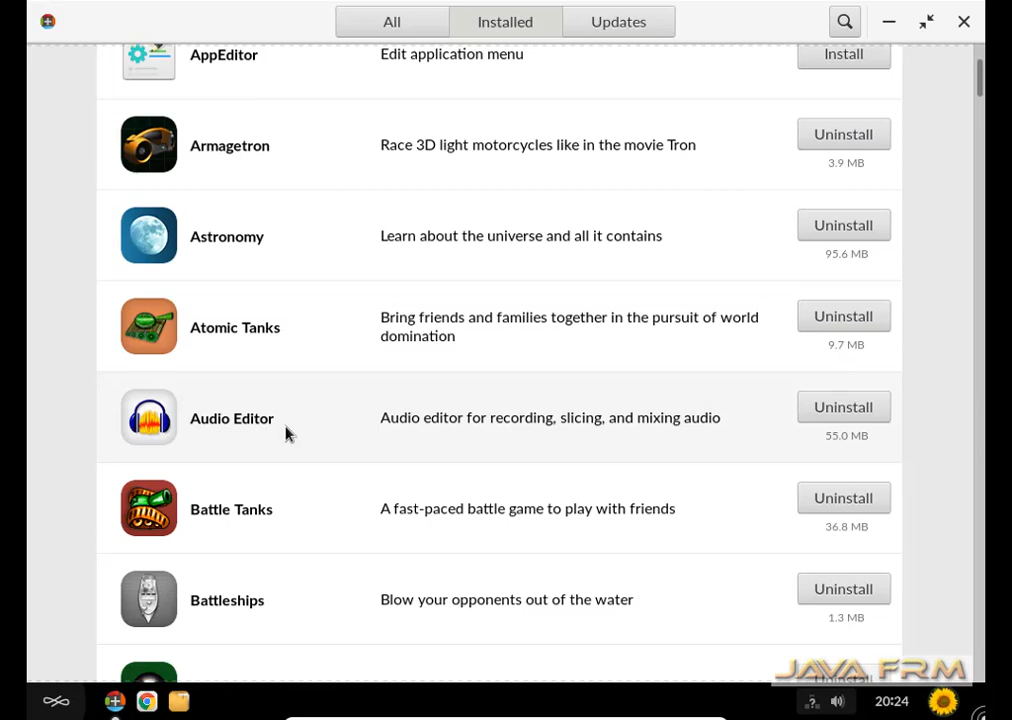 All
Installed
Updates
AppEditor
Edit application menu
Install
Armagetron
Race 3D light motorcycles like in the movie Tron
Uninstall
3.9 MB
Astronomy
Learn about the universe and all it contains
Uninstall
95.6 MB
Atomic Tanks
Bring friends and families together in the pursuit of world
domination
Uninstall
9.7 MB
Audio Editor
Audio editor for recording, slicing, and mixing audio
Uninstall
55.0 MB
Battle Tanks
A fast-paced battle game to play with friends
Uninstall
36.8 MB
Battleships
Blow your opponents out of the water
Uninstall
1.3 MB
Uninstall
JAVA FRM
?
20:24